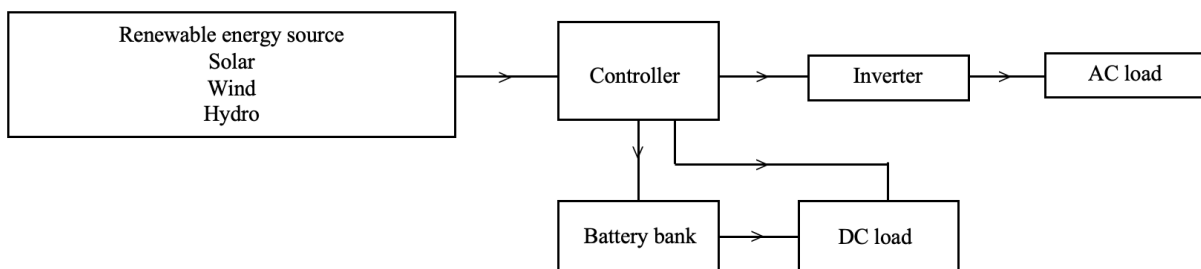 Renewable energy source
Solar
Wind
Hydro
Controller
Inverter
AC load
Battery bank
DC load